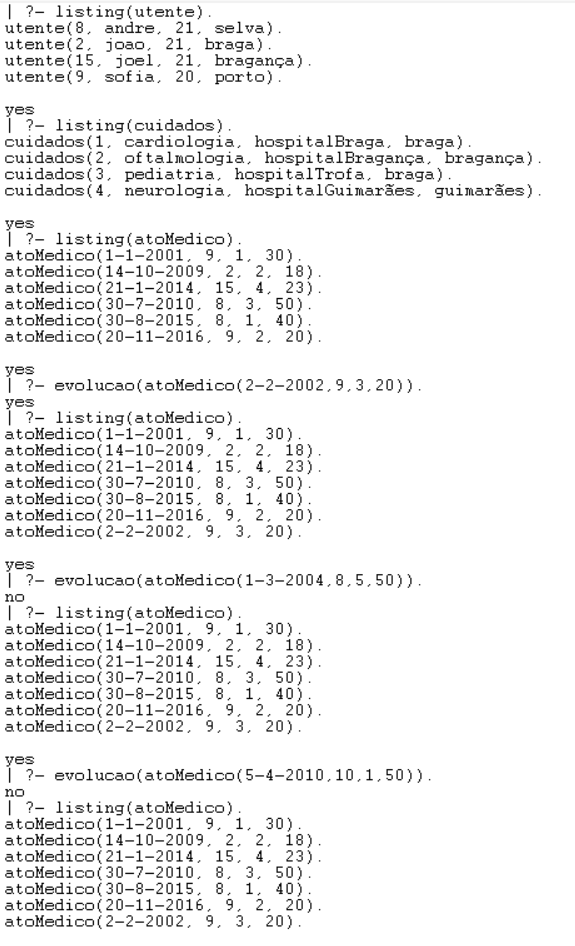 | ?- listing(utente).
utente(8, andre, 21, selva).
utente(2, joao, 21, braga).
utente(15, joel, 21, bragança).
utente(9, sofia, 20, porto).
yes
| ?- listing(cuidados).
cuidados(1, cardiologia, hospitalBraga, braga).
cuidados(2, oftalmologia, hospitalBragança, bragança).
cuidados(3, pediatria, hospitalTrofa, braga).
cuidados(4, neurologia, hospitalGuimarães, guimarães).
yes
| ?- listing(atoMedico).
atoMedico(1-1-2001, 9, 1, 30).
atoMedico(14-10-2009, 2, 2, 18).
atoMedico(21-1-2014, 15, 4, 23).
atoMedico(30-7-2010, 8, 3, 50).
atoMedico(30-8-2015, 8, 1, 40).
atoMedico(20-11-2016, 9, 2, 20).
yes
| ?- evolucao(atoMedico(2-2-2002,9,3,20)).
yes
| ?- listing(atoMedico).
atoMedico(1-1-2001, 9, 1, 30).
atoMedico(14-10-2009, 2, 2, 18).
atoMedico(21-1-2014, 15, 4, 23).
atoMedico(30-7-2010, 8, 3, 50).
atoMedico(30-8-2015, 8, 1, 40).
atoMedico(20-11-2016, 9, 2, 20).
atoMedico(2-2-2002, 9, 3, 20).
yes
| ?- evolucao(atoMedico(1-3-2004,8,5,50)).
no
| ?- listing(atoMedico).
atoMedico(1-1-2001, 9, 1, 30).
atoMedico(14-10-2009, 2, 2, 18).
atoMedico(21-1-2014, 15, 4, 23).
atoMedico(30-7-2010, 8, 3, 50).
atoMedico(30-8-2015, 8, 1, 40).
atoMedico(20-11-2016, 9, 2, 20).
atoMedico(2-2-2002, 9, 3, 20).
yes
| ?- evolucao(atoMedico(5-4-2010,10,1,50)).
no
| ?- listing(atoMedico).
atoMedico(1-1-2001, 9, 1, 30).
atoMedico(14-10-2009, 2, 2, 18).
atoMedico(21-1-2014, 15, 4, 23).
atoMedico(30-7-2010, 8, 3, 50).
atoMedico(30-8-2015, 8, 1, 40).
atoMedico(20-11-2016, 9, 2, 20).
atoMedico(2-2-2002, 9, 3, 20).